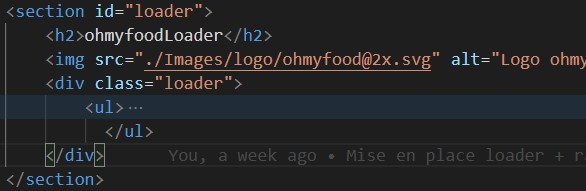 <section id="loader">
<h2>ohmyfoodLoader</h2>
<img src="./Images/logo/ohmyfood@2x.svg" alt="Logo ohmy
<div class="loader">
<ul>…
</ul>
</div> You, a week ago • Mise en place loader + r
</section>